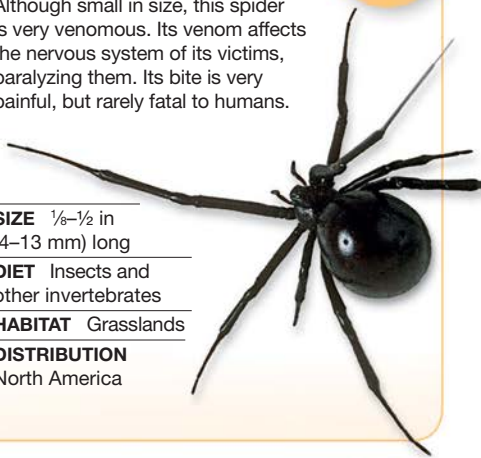 Although small in size, this spider
is very venomous. Its venom affects
the nervous system of its victims,
paralyzing them. Its bite is very
painful, but rarely fatal to humans.
SIZE ⅛–½ in
(4–13 mm) long
DIET Insects and
other invertebrates
HABITAT Grasslands
DISTRIBUTION
North America